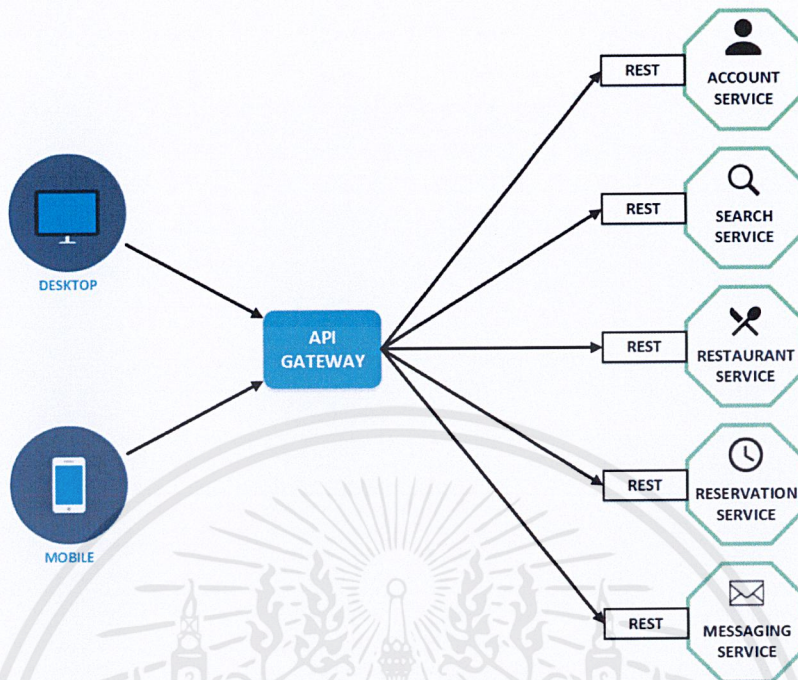 REST
ACCOUNT
SERVICE
REST
SEARCH
SERVICE
DESKTOP
API
GATEWAY
REST
RESTAURANT
SERVICE
REST
RESERVATION
SERVICE
MOBILE
REST
MESSAGING
SERVICE